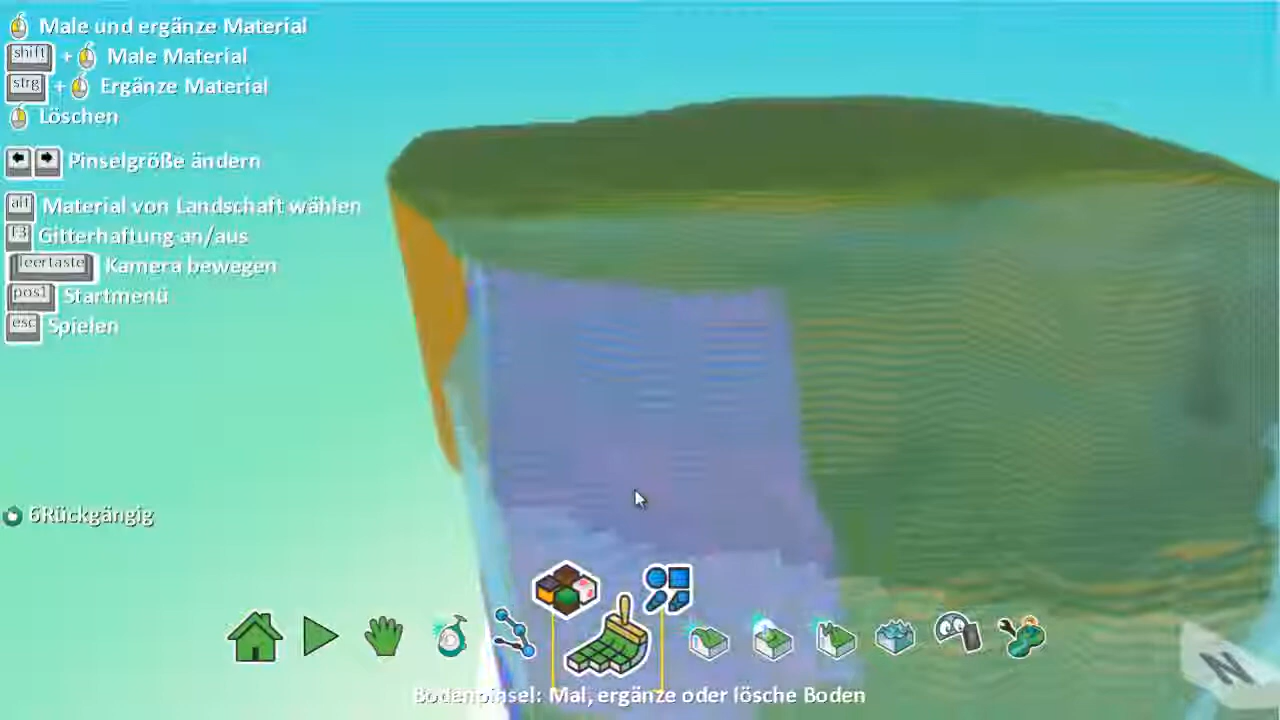 Male und ergänze Material
shift + Male Material
strg + Ergänze Material
Löschen
Pinselgröße ändern
alt Material von Landschaft wählen
F3 Gitterhaftung an/aus
leertaste Kamera bewegen
pos1 Startmenü
esc Spielen
6Rückgängig
N
Bodenpinsel: Mal, ergänze oder lösche Boden